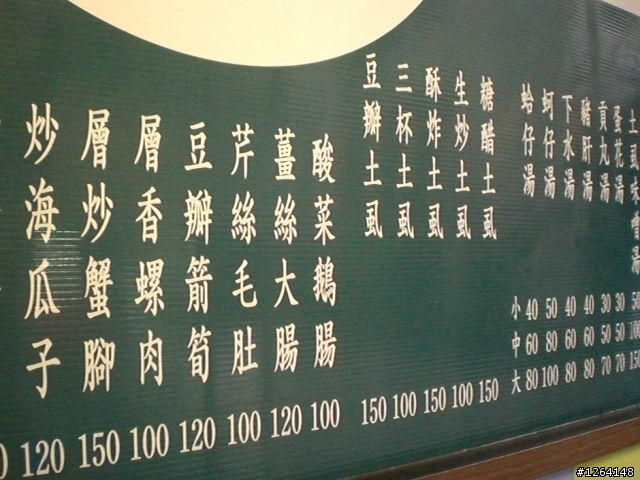 炒海瓜子 120
層炒蟹腳 150
層香螺肉 100
豆瓣箭筍 120
芹絲毛肚 100
薑絲大腸 120
酸菜鵝腸 100
豆瓣土虱 150
三杯土虱 100
酥炸土虱 150
生炒土虱 100
糖醋土虱 150
小 中 大
蛤仔湯 40 60 80
蚵仔湯 50 80 100
下水湯 40 60 80
豬肝湯 40 60 80
貢丸湯 30 50 70
蛋花湯 30 50 70
#1264148